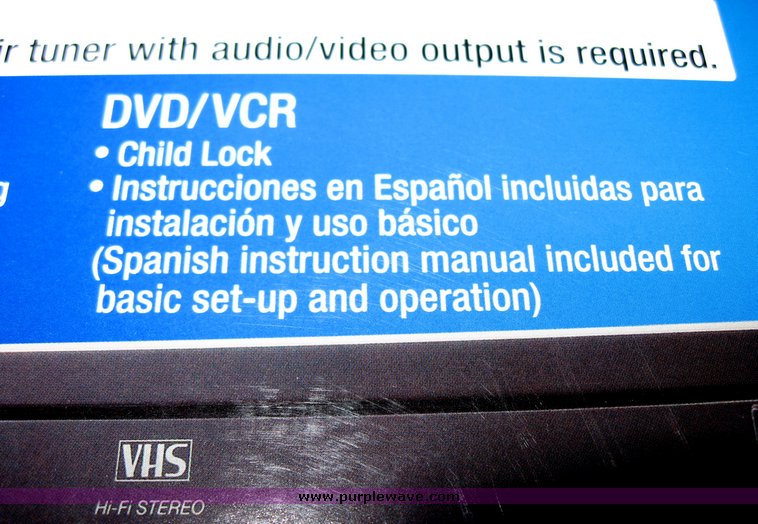 ir tuner with audio/video output is required.
DVD/VCR
• Child Lock
g
• Instrucciones en Español incluidas para
instalación y uso básico
(Spanish instruction manual included for
basic set-up and operation)
VHS
Hi-Fi STEREO
www.purplewave.com